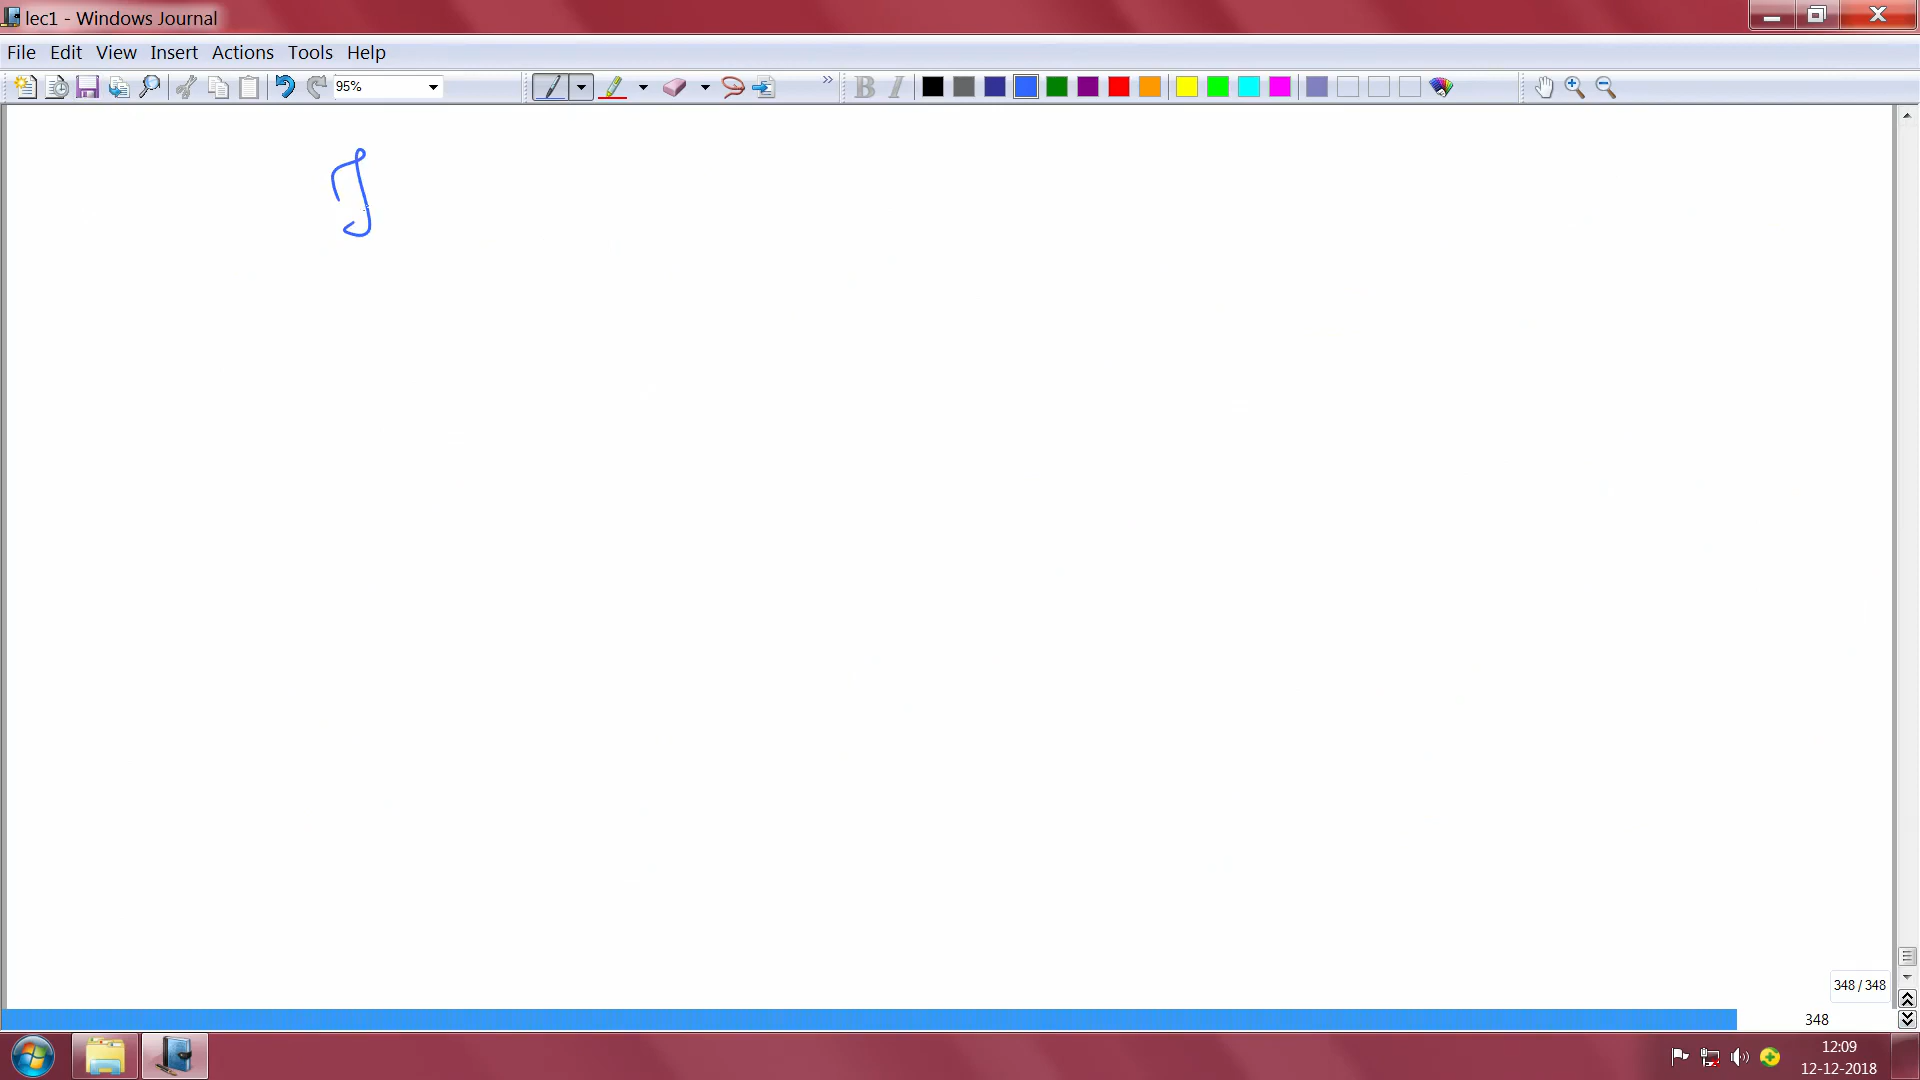 lec1 - Windows Journal
File Edit View Insert Actions Tools Help
95%
B I
348 / 348
348
12:09
12-12-2018